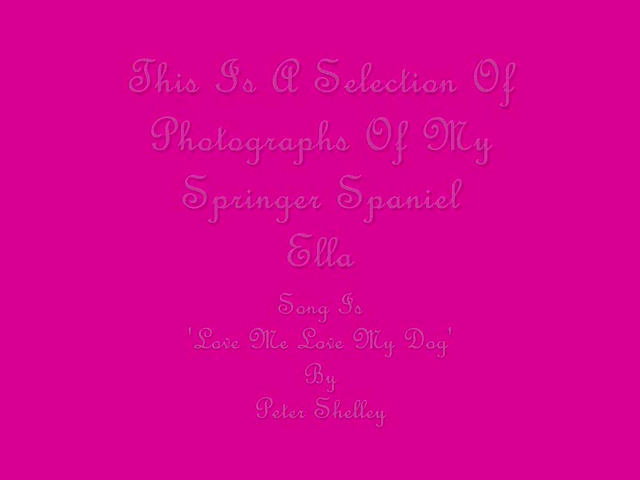 This Is A Selection Of
Photographs Of My
Springer Spaniel
Ella
Song Is
'Love Me Love My Dog'
By
Peter Shelley